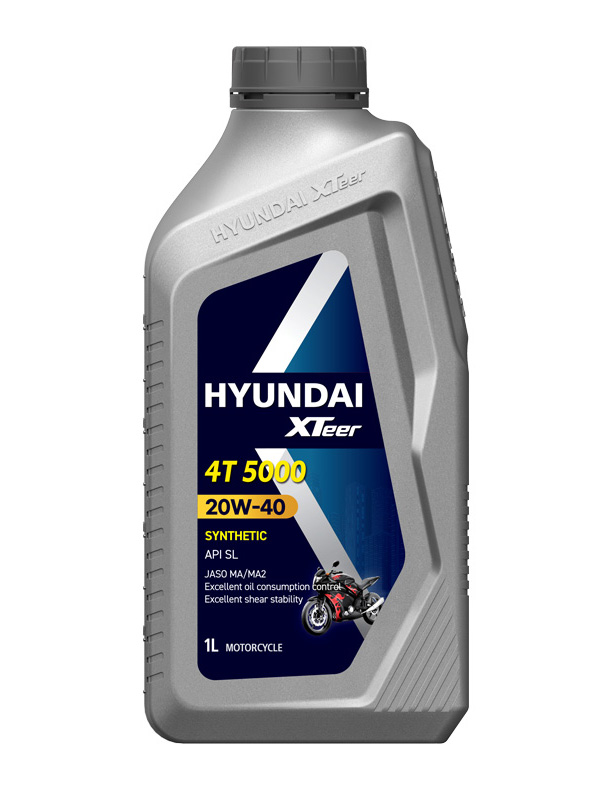 HYUNDAI XTeer
HYUNDAI
XTeer
4T 5000
20W-40
SYNTHETIC
API SL
JASO MA/MA2
Excellent oil consumption control
Excellent shear stability
1L MOTORCYCLE